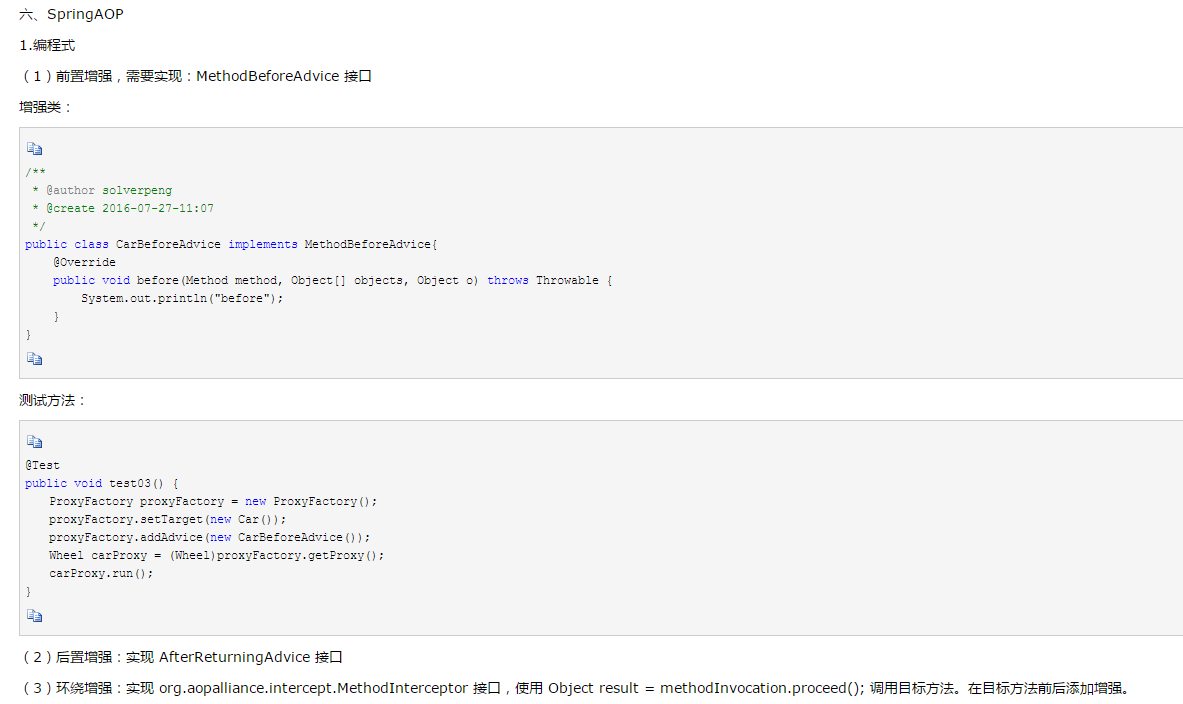 六、SpringAOP
1.编程式
（1）前置增强，需要实现：MethodBeforeAdvice 接口
增强类：
/**
 * @author solverpeng
 * @create 2016-07-27-11:07
 */
public class CarBeforeAdvice implements MethodBeforeAdvice{
    @Override
    public void before(Method method, Object[] objects, Object o) throws Throwable {
        System.out.println("before");
    }
}
测试方法：
@Test
public void test03() {
    ProxyFactory proxyFactory = new ProxyFactory();
    proxyFactory.setTarget(new Car());
    proxyFactory.addAdvice(new CarBeforeAdvice());
    Wheel carProxy = (Wheel)proxyFactory.getProxy();
    carProxy.run();
}
（2）后置增强：实现 AfterReturningAdvice 接口
（3）环绕增强：实现 org.aopalliance.intercept.MethodInterceptor 接口，使用 Object result = methodInvocation.proceed(); 调用目标方法。在目标方法前后添加增强。